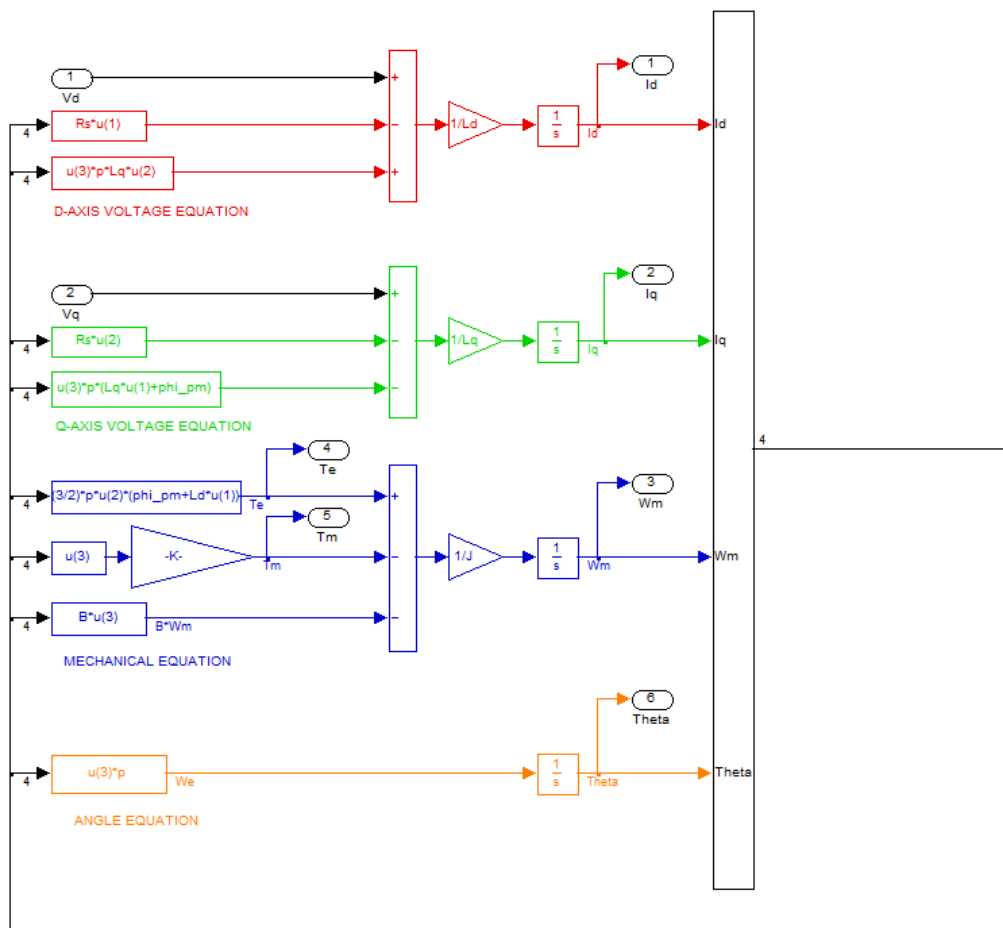 1
Vd
4
Rs*u(1)
4
u(3)*p*Lq*u(2)
D-AXIS VOLTAGE EQUATION
+
−
+
1/Ld
1
s
Id
1
Id
Id
2
Vq
4
Rs*u(2)
4
u(3)*p*(Lq*u(1)+phi_pm)
Q-AXIS VOLTAGE EQUATION
+
−
−
1/Lq
1
s
Iq
2
Iq
Iq
4
(3/2)*p*u(2)*(phi_pm+Ld*u(1))
Te
4
Te
4
u(3)
-K-
Tm
5
Tm
4
B*u(3)
B*Wm
MECHANICAL EQUATION
+
−
−
1/J
1
s
Wm
3
Wm
Wm
4
4
u(3)*p
We
ANGLE EQUATION
1
s
Theta
6
Theta
Theta